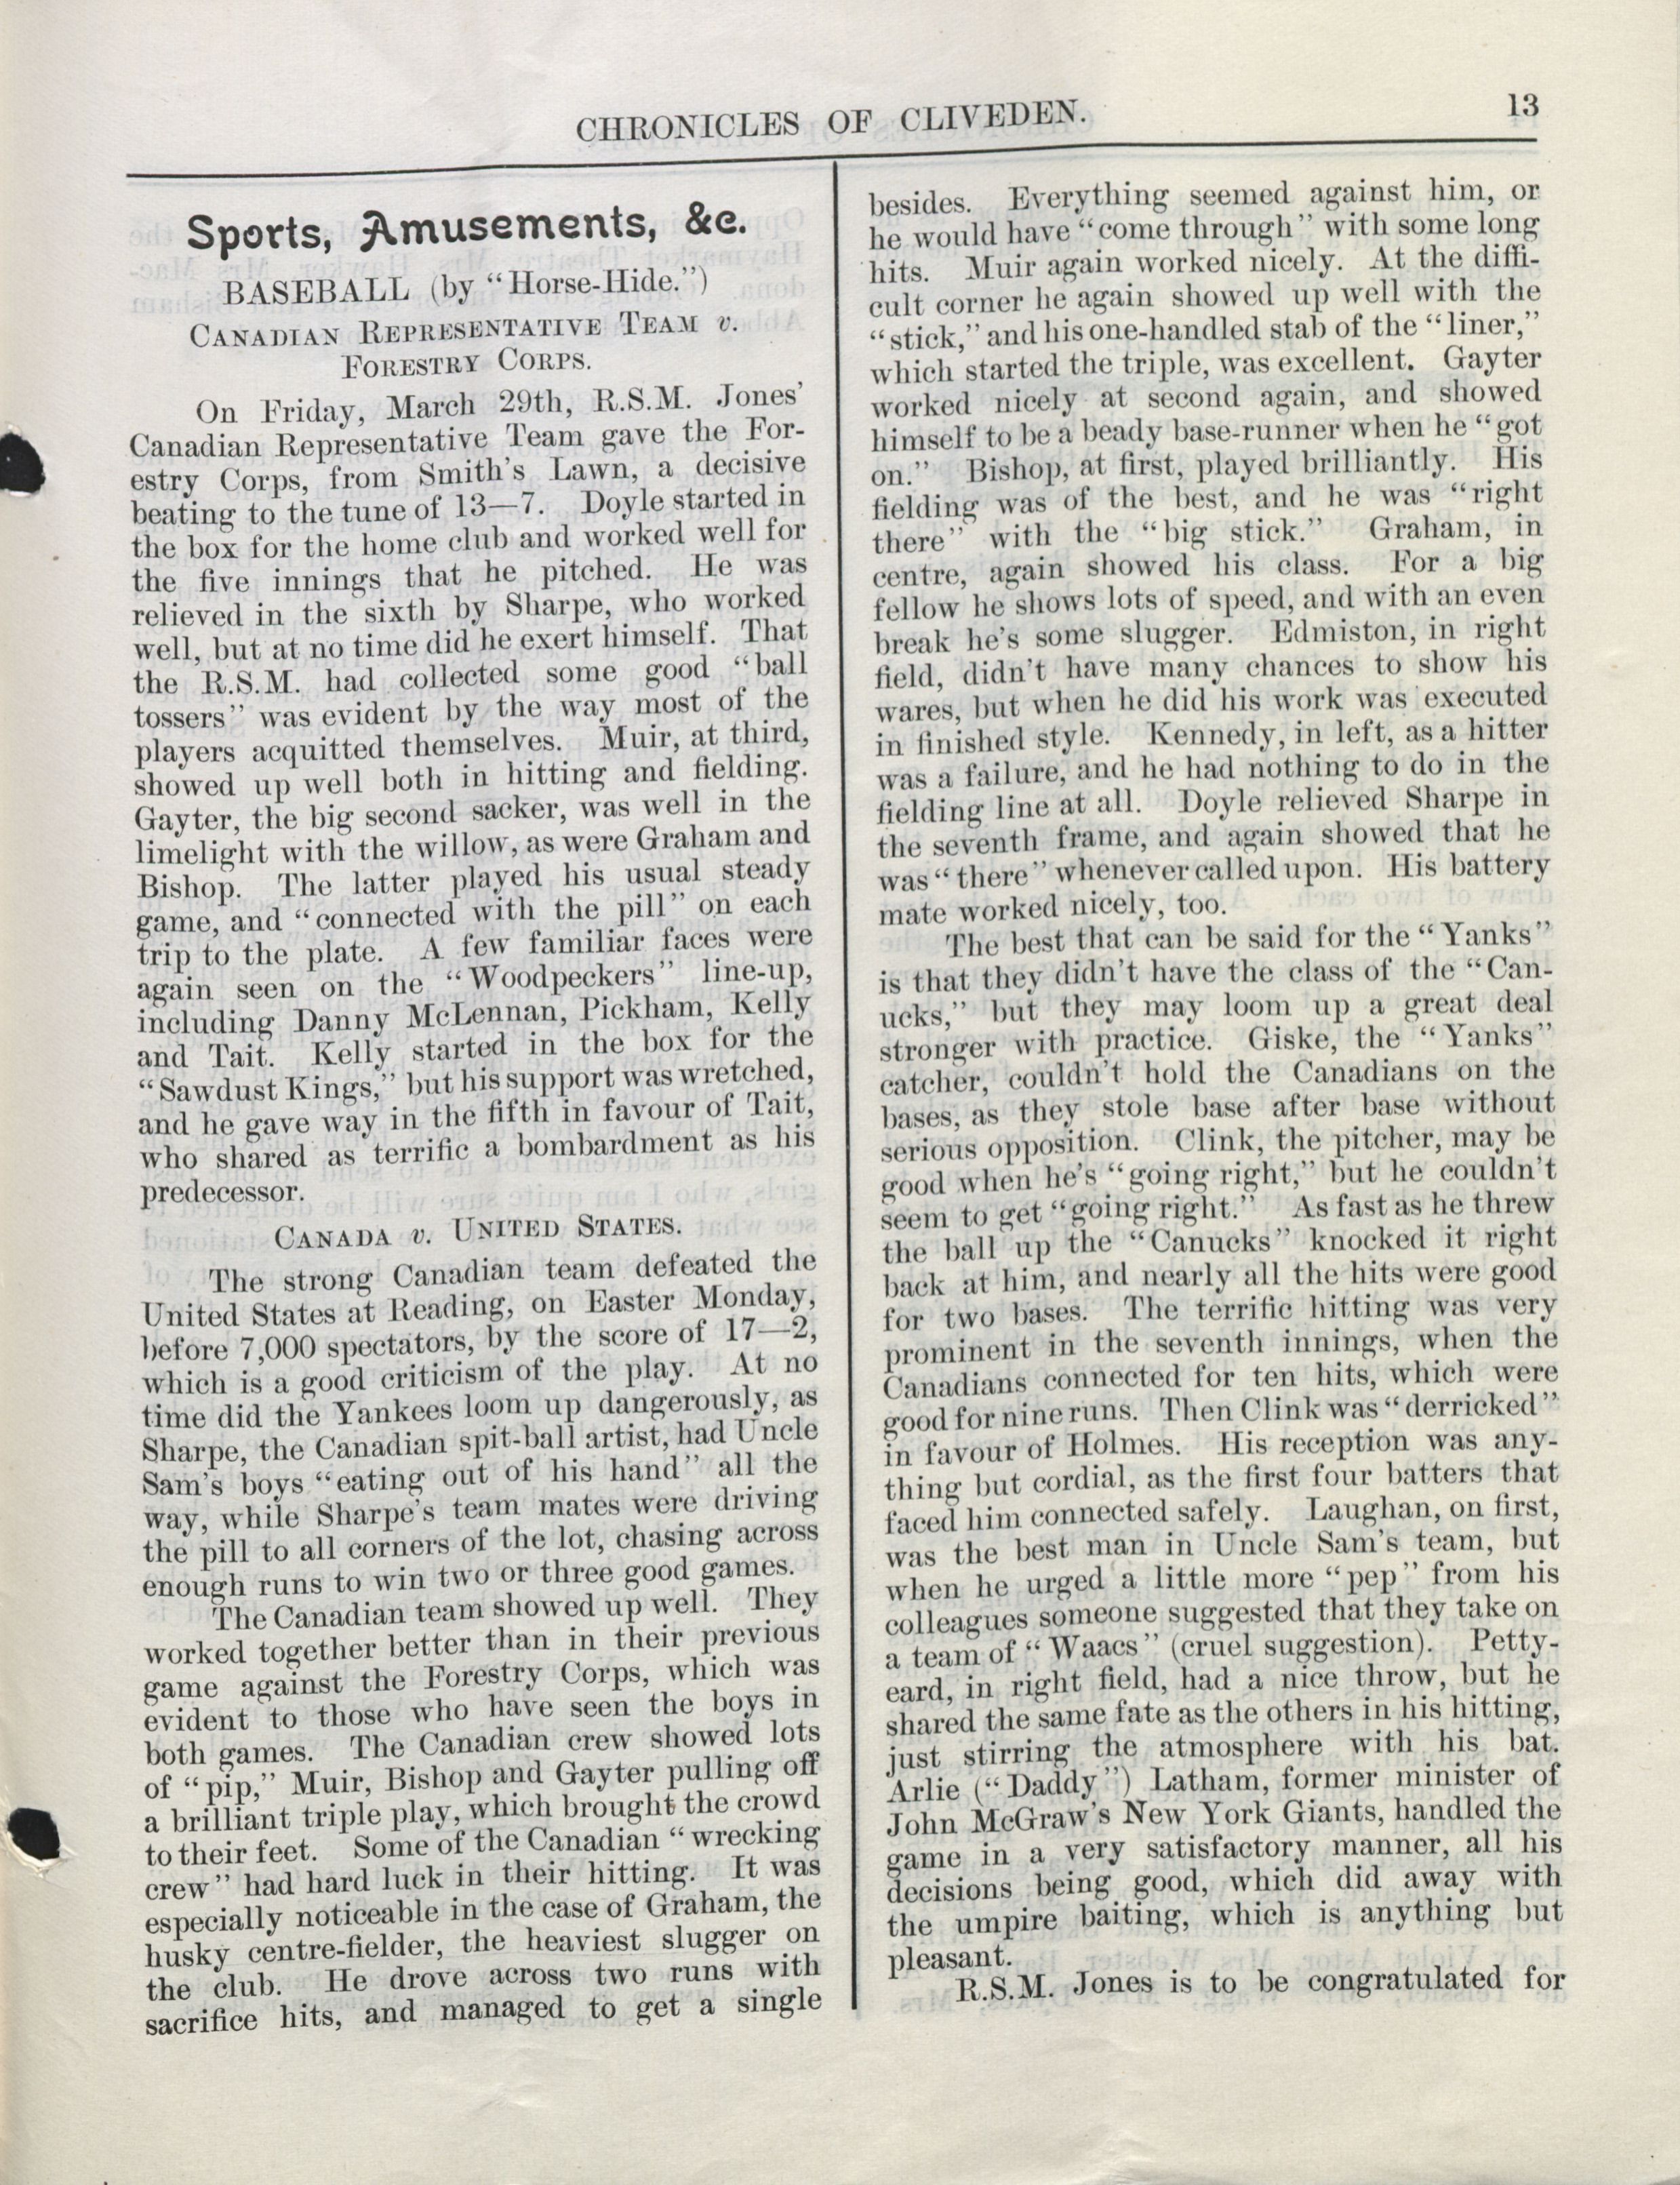 CHRONICLES OF CLIVEDEN.
13
Sports, Amusements, &c.
BASEBALL (by "Horse-Hide.")
CANADIAN REPRESENTATIVE TEAM v.
FORESTRY CORPS.
On Friday, March 29th, R.S.M. Jones'
Canadian Representative Team gave the For-
estry Corps, from Smith's Lawn, a decisive
beating to the tune of 13—7. Doyle started in
the box for the home club and worked well for
the five innings that he pitched. He was
relieved in the sixth by Sharpe, who worked
well, but at no time did he exert himself. That
the R.S.M. had collected some good "ball
tossers" was evident by the way most of the
players acquitted themselves. Muir, at third,
showed up well both in hitting and fielding.
Gayter, the big second sacker, was well in the
limelight with the willow, as were Graham and
Bishop. The latter played his usual steady
game, and "connected with the pill" on each
trip to the plate. A few familiar faces were
again seen on the "Woodpeckers" line-up,
including Danny McLennan, Pickham, Kelly
and Tait. Kelly started in the box for the
"Sawdust Kings," but his support was wretched,
and he gave way in the fifth in favour of Tait,
who shared as terrific a bombardment as his
predecessor.
CANADA v. UNITED STATES.
The strong Canadian team defeated the
United States at Reading, on Easter Monday,
before 7,000 spectators, by the score of 17—2,
which is a good criticism of the play. At no
time did the Yankees loom up dangerously, as
Sharpe, the Canadian spit-ball artist, had Uncle
Sam's boys "eating out of his hand" all the
way, while Sharpe's team mates were driving
the pill to all corners of the lot, chasing across
enough runs to win two or three good games.
The Canadian team showed up well. They
worked together better than in their previous
game against the Forestry Corps, which was
evident to those who have seen the boys in
both games. The Canadian crew showed lots
of "pip," Muir, Bishop and Gayter pulling off
a brilliant triple play, which brought the crowd
to their feet. Some of the Canadian "wrecking
crew" had hard luck in their hitting. It was
especially noticeable in the case of Graham, the
husky centre-fielder, the heaviest slugger on
the club. He drove across two runs with
sacrifice hits, and managed to get a single
besides. Everything seemed against him, or
he would have "come through" with some long
hits. Muir again worked nicely. At the diffi-
cult corner he again showed up well with the
"stick," and his one-handled stab of the "liner,"
which started the triple, was excellent. Gayter
worked nicely at second again, and showed
himself to be a beady base-runner when he "got
on." Bishop, at first, played brilliantly. His
fielding was of the best, and he was "right
there" with the "big stick." Graham, in
centre, again showed his class. For a big
fellow he shows lots of speed, and with an even
break he's some slugger. Edmiston, in right
field, didn't have many chances to show his
wares, but when he did his work was executed
in finished style. Kennedy, in left, as a hitter
was a failure, and he had nothing to do in the
fielding line at all. Doyle relieved Sharpe in
the seventh frame, and again showed that he
was "there" whenever called upon. His battery
mate worked nicely, too.
The best that can be said for the "Yanks"
is that they didn't have the class of the "Can-
ucks," but they may loom up a great deal
stronger with practice. Giske, the "Yanks"
catcher, couldn't hold the Canadians on the
bases, as they stole base after base without
serious opposition. Clink, the pitcher, may be
good when he's "going right," but he couldn't
seem to get "going right." As fast as he threw
the ball up the "Canucks" knocked it right
back at him, and nearly all the hits were good
for two bases. The terrific hitting was very
prominent in the seventh innings, when the
Canadians connected for ten hits, which were
good for nine runs. Then Clink was "derricked"
in favour of Holmes. His reception was any-
thing but cordial, as the first four batters that
faced him connected safely. Laughan, on first,
was the best man in Uncle Sam's team, but
when he urged a little more "pep" from his
colleagues someone suggested that they take on
a team of "Waacs" (cruel suggestion). Petty-
eard, in right field, had a nice throw, but he
shared the same fate as the others in his hitting,
just stirring the atmosphere with his bat.
Arlie ("Daddy") Latham, former minister of
John McGraw's New York Giants, handled the
game in a very satisfactory manner, all his
decisions being good, which did away with
the umpire baiting, which is anything but
pleasant.
R.S.M. Jones is to be congratulated for